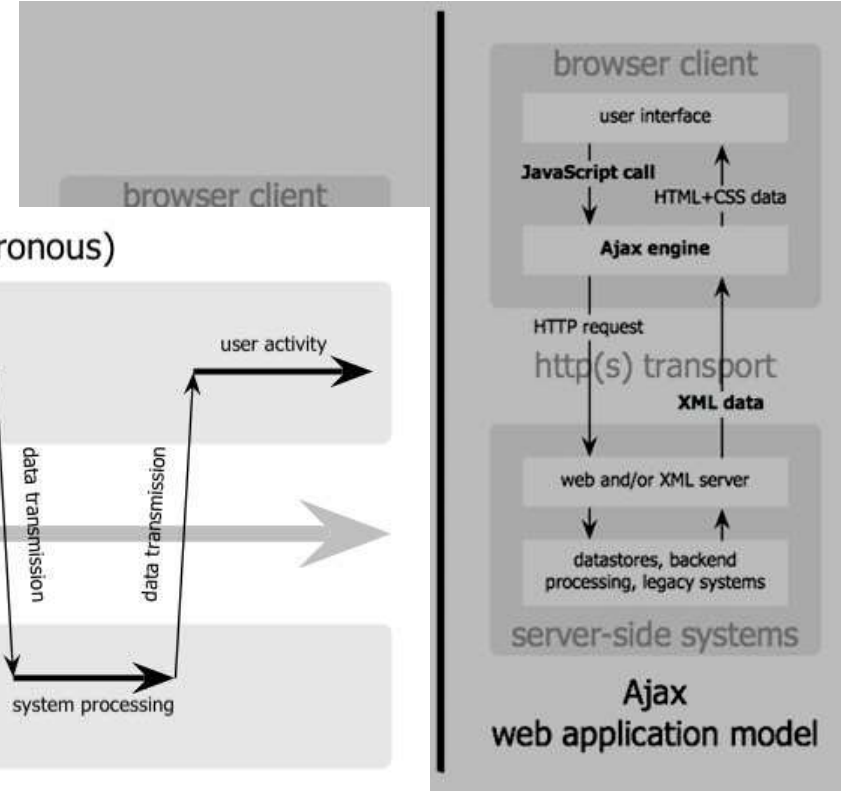 browser client
ronous)
user activity
data transmission
data transmission
system processing
browser client
user interface
JavaScript call
HTML+CSS data
Ajax engine
HTTP request
http(s) transport
XML data
web and/or XML server
datastores, backend
processing, legacy systems
server-side systems
Ajax
web application model